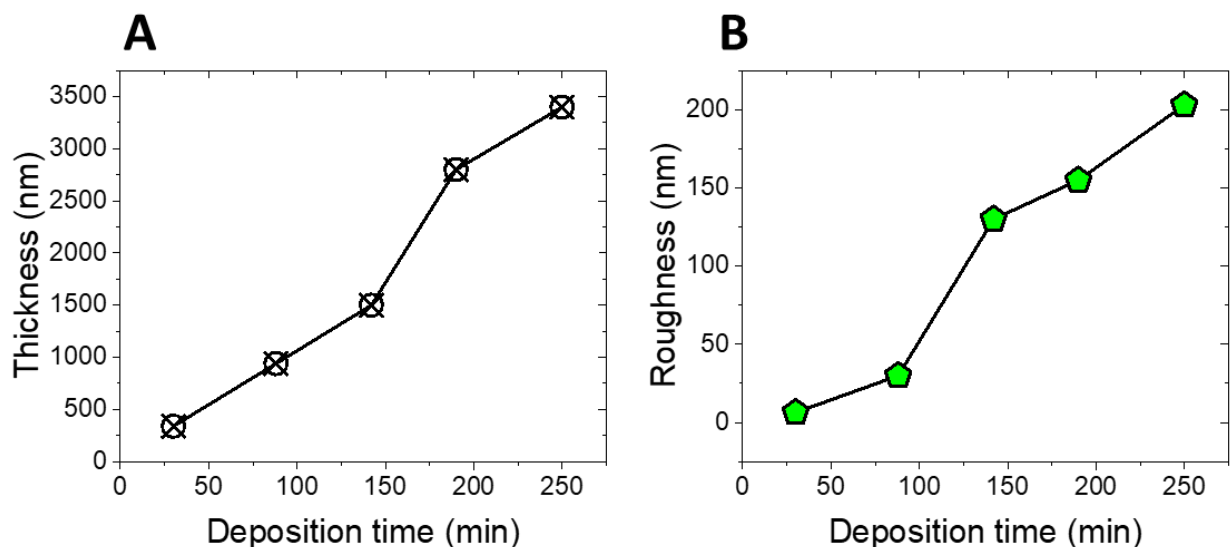 A
B
Thickness (nm)
3500
3000
2500
2000
1500
1000
500
0
0 50 100 150 200 250
Deposition time (min)
Roughness (nm)
200
150
100
50
0
0 50 100 150 200 250
Deposition time (min)